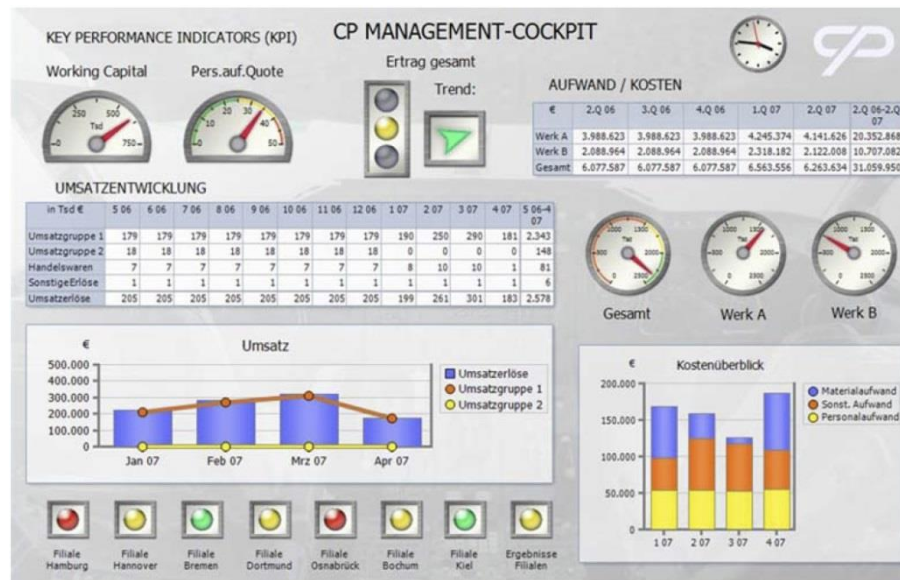 CP MANAGEMENT-COCKPIT
KEY PERFORMANCE INDICATORS (KPI)
Working Capital
Pers.auf.Quote
250 500
Tsd
0 750
0 10 20 30 40 50
Ertrag gesamt
Trend:
AUFWAND / KOSTEN
€ 2.Q 06 3.Q 06 4.Q 06 1.Q 07 2.Q 07 2.Q 06-2.Q 07
Werk A 3.988.623 3.988.623 3.988.623 4.245.374 4.141.626 20.352.868
Werk B 2.088.964 2.088.964 2.088.964 2.318.182 2.122.008 10.707.082
Gesamt 6.077.587 6.077.587 6.077.587 6.563.556 6.263.634 31.059.950
UMSATZENTWICKLUNG
in Tsd € 5 06 6 06 7 06 8 06 9 06 10 06 11 06 12 06 1 07 2 07 3 07 4 07 5 06-4 07
Umsatzgruppe 1 179 179 179 179 179 179 179 179 190 250 290 181 2.343
Umsatzgruppe 2 18 18 18 18 18 18 18 18 0 0 0 0 148
Handelswaren 7 7 7 7 7 7 7 7 8 10 10 1 81
SonstigeErlöse 1 1 1 1 1 1 1 1 1 1 1 1 6
Umsatzerlöse 205 205 205 205 205 205 205 205 199 261 301 183 2.578
Gesamt
Werk A
Werk B
€
Umsatz
500.000
400.000
300.000
200.000
100.000
0
Jan 07 Feb 07 Mrz 07 Apr 07
Umsatzerlöse
Umsatzgruppe 1
Umsatzgruppe 2
€
Kostenüberblick
200.000
150.000
100.000
50.000
0
1 07 2 07 3 07 4 07
Materialaufwand
Sonst. Aufwand
Personalaufwand
Filiale Hamburg
Filiale Hannover
Filiale Bremen
Filiale Dortmund
Filiale Osnabrück
Filiale Bochum
Filiale Kiel
Ergebnisse Filialen